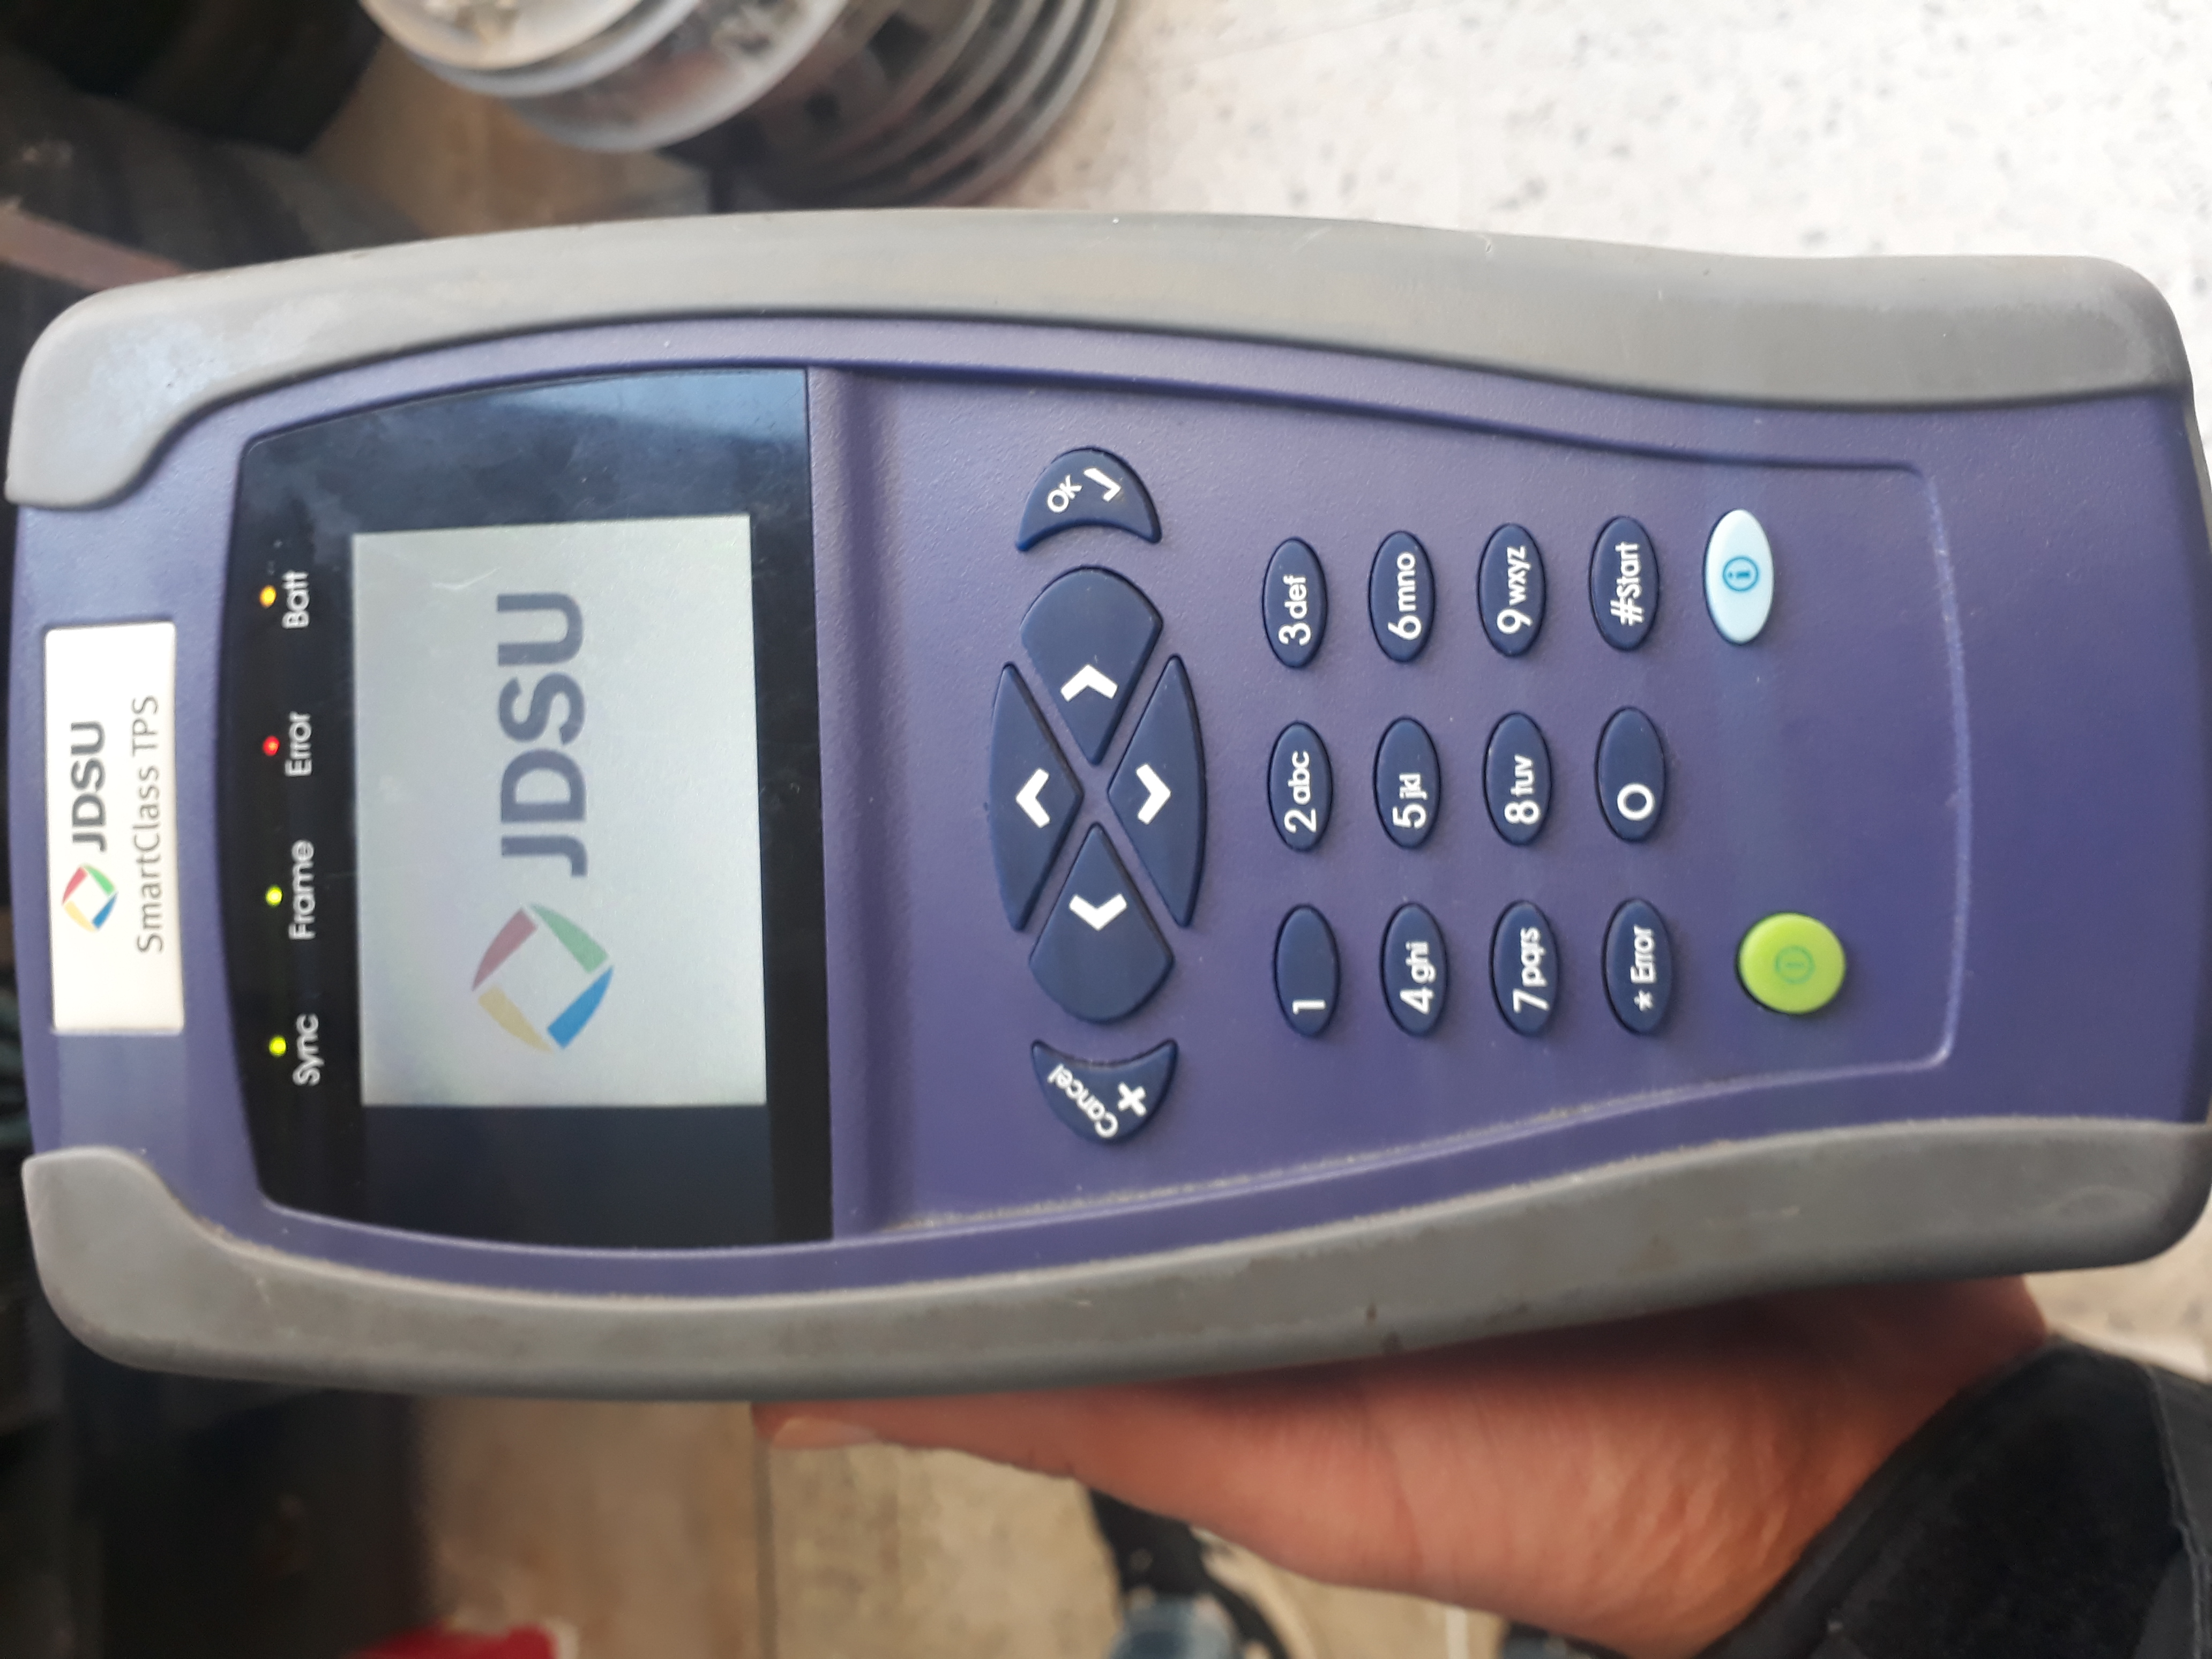 JDSU
SmartClass TPS
Sync Frame Error Batt
JDSU
Cancel
OK
1 2abc 3def
4ghi 5jkl 6mno
7pqrs 8tuv 9wxyz
* Error 0 #Start
i